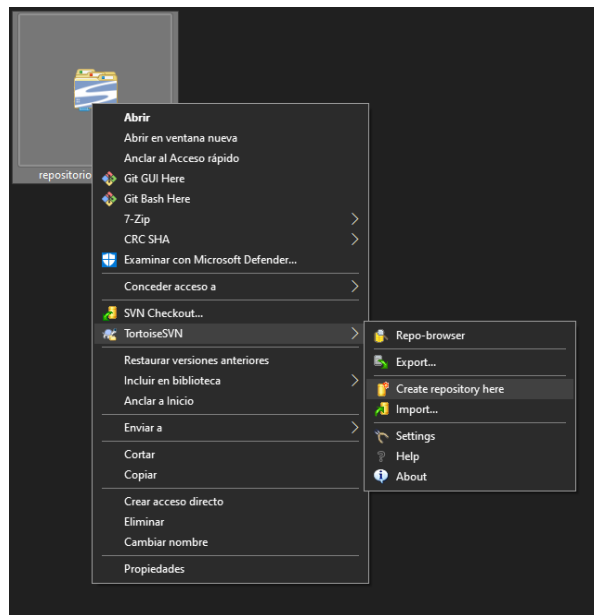 repositorio
Abrir
Abrir en ventana nueva
Anclar al Acceso rápido
Git GUI Here
Git Bash Here
7-Zip
CRC SHA
Examinar con Microsoft Defender...
Conceder acceso a
SVN Checkout...
TortoiseSVN
Restaurar versiones anteriores
Incluir en biblioteca
Anclar a Inicio
Enviar a
Cortar
Copiar
Crear acceso directo
Eliminar
Cambiar nombre
Propiedades
Repo-browser
Export...
Create repository here
Import...
Settings
Help
About